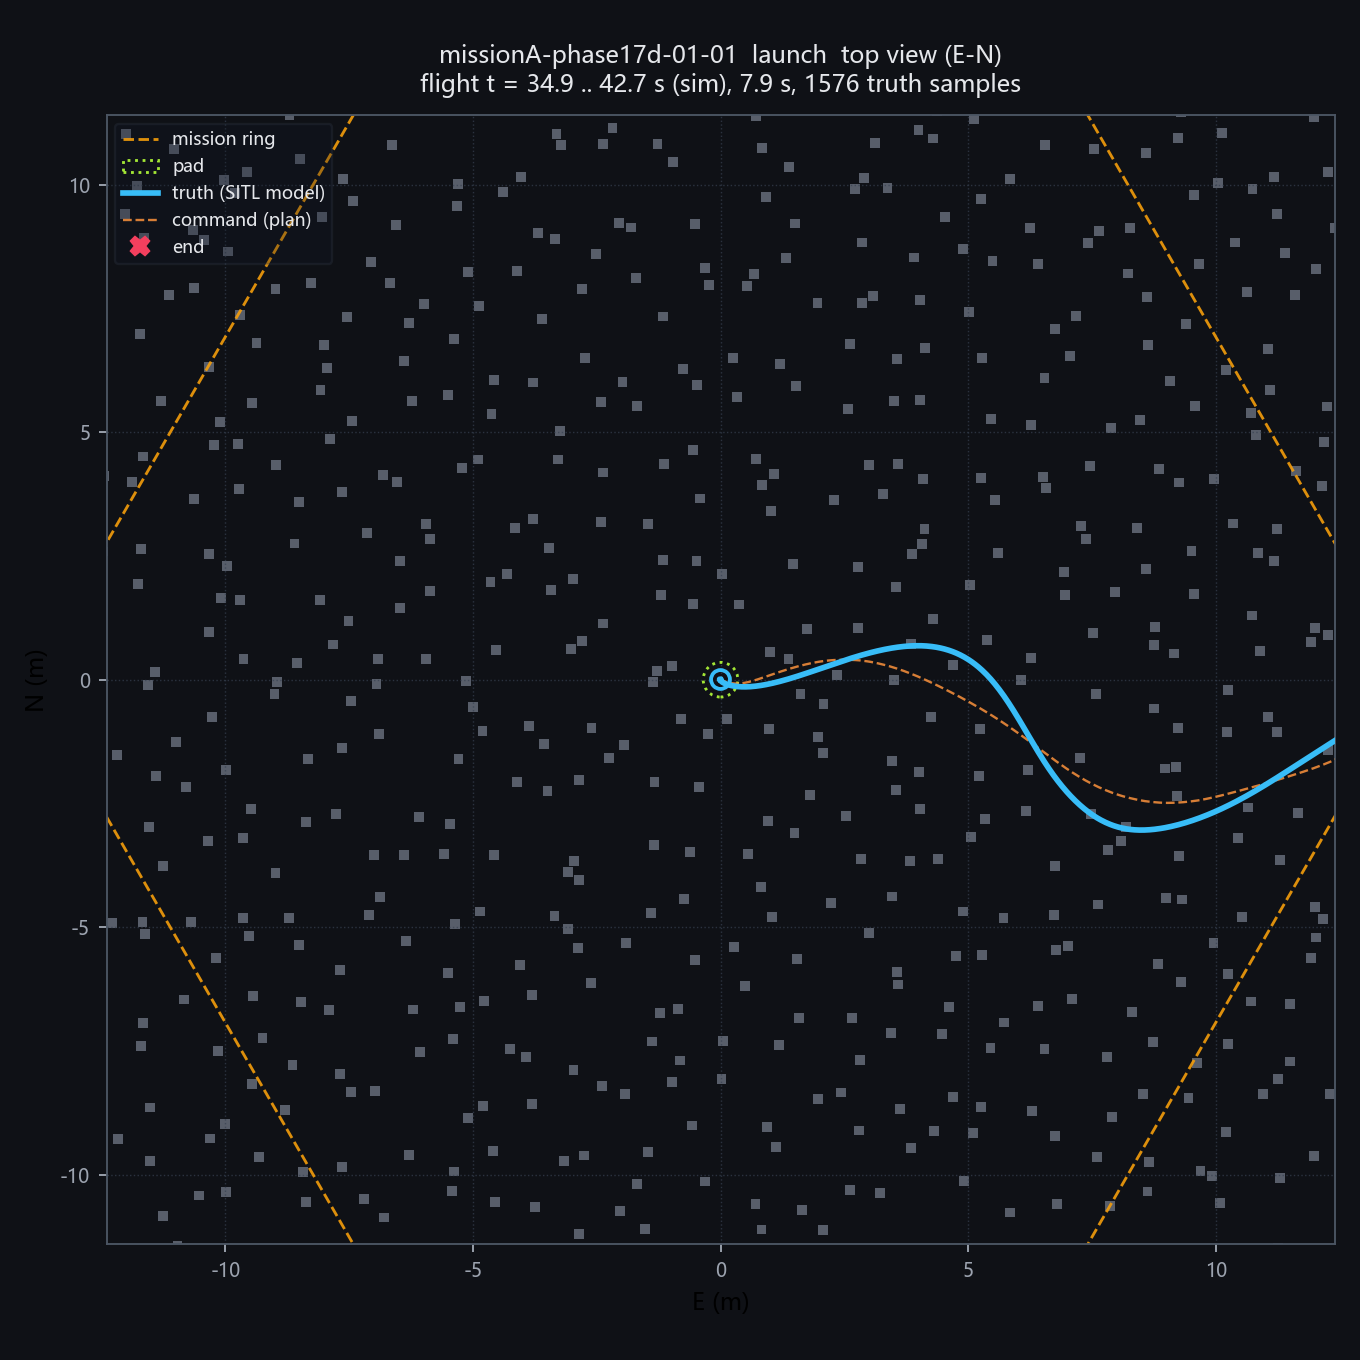 missionA-phase17d-01-01  launch  top view (E-N)
flight t = 34.9 .. 42.7 s (sim), 7.9 s, 1576 truth samples
mission ring
pad
truth (SITL model)
command (plan)
end
10
5
0
-5
-10
N (m)
-10
-5
0
5
10
E (m)